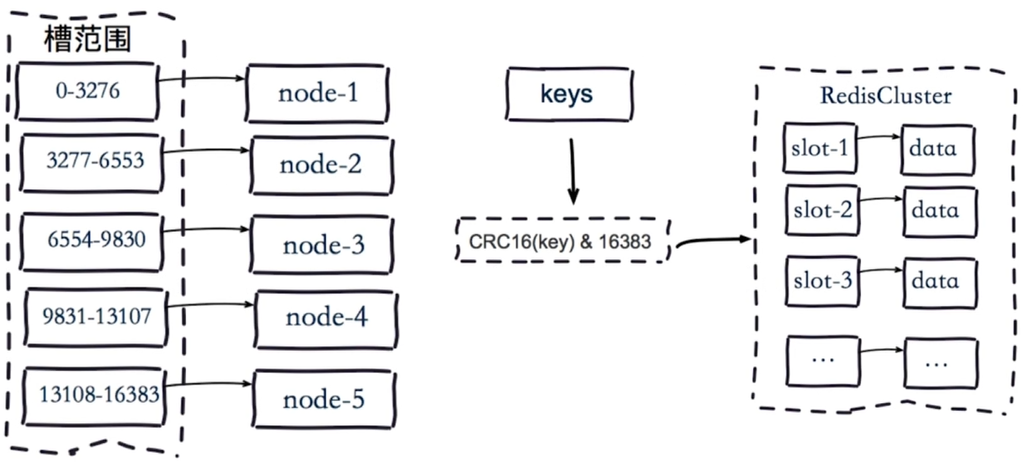 槽范围
0-3276
node-1
3277-6553
node-2
6554-9830
node-3
9831-13107
node-4
13108-16383
node-5
keys
CRC16(key) & 16383
RedisCluster
slot-1
data
slot-2
data
slot-3
data
...
...